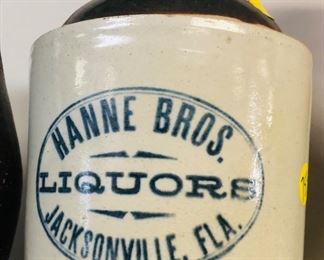 HANNE BROS.
LIQUORS
JACKSONVILLE, FLA.